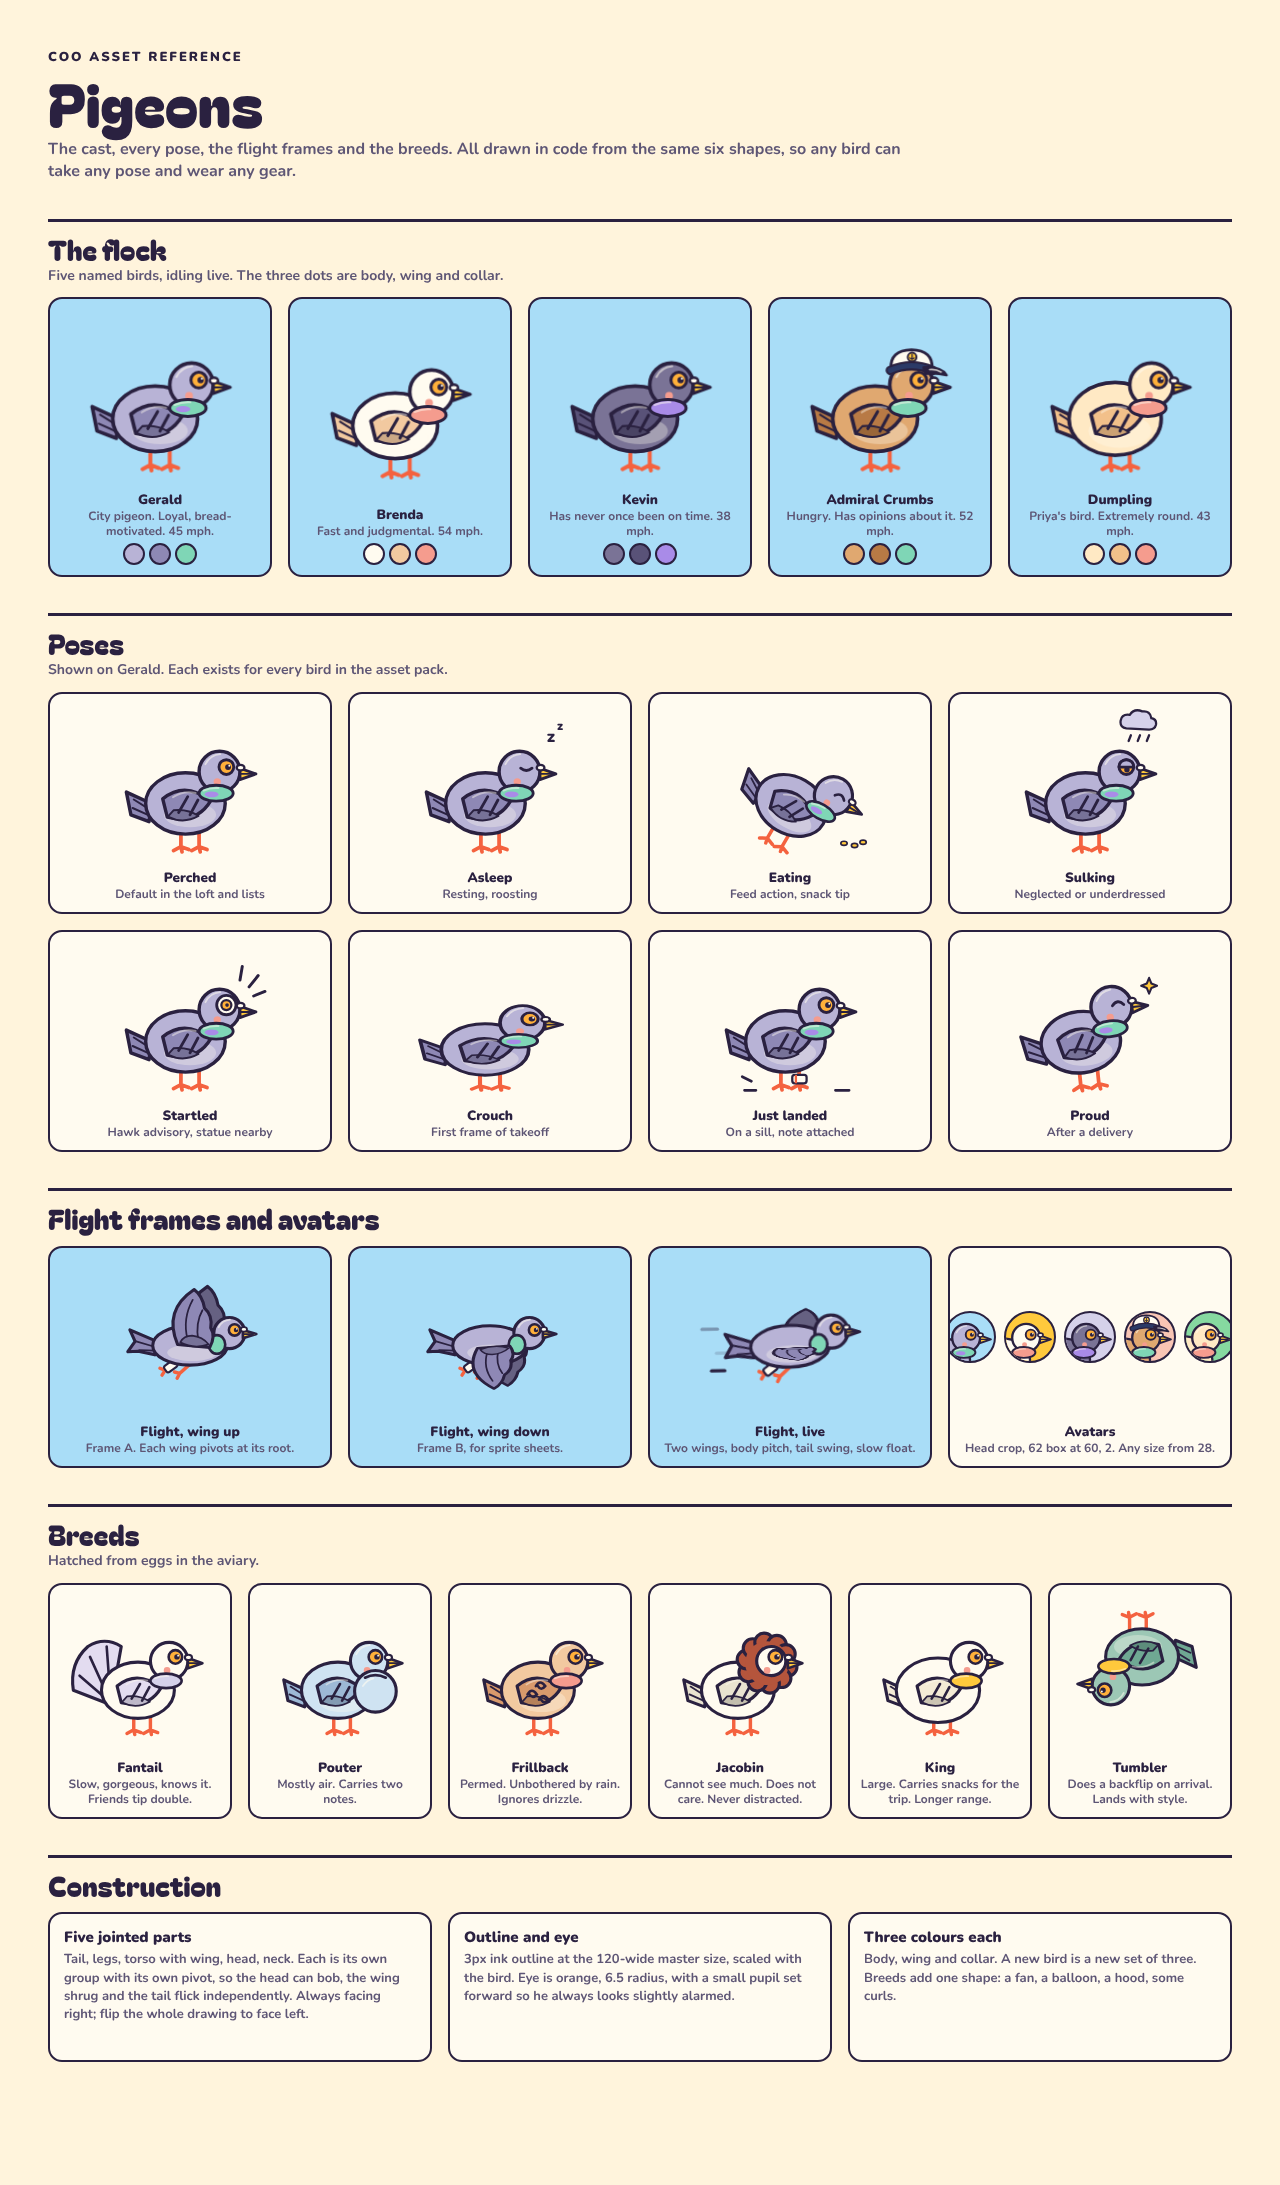 COO ASSET REFERENCE
Pigeons
The cast, every pose, the flight frames and the breeds. All drawn in code from the same six shapes, so any bird can
take any pose and wear any gear.
The flock
Five named birds, idling live. The three dots are body, wing and collar.
Gerald
City pigeon. Loyal, bread-
motivated. 45 mph.
Brenda
Fast and judgmental. 54 mph.
Kevin
Has never once been on time. 38
mph.
Admiral Crumbs
Hungry. Has opinions about it. 52
mph.
Dumpling
Priya's bird. Extremely round. 43
mph.
Poses
Shown on Gerald. Each exists for every bird in the asset pack.
Perched
Default in the loft and lists
z z
Asleep
Resting, roosting
Eating
Feed action, snack tip
Sulking
Neglected or underdressed
Startled
Hawk advisory, statue nearby
Crouch
First frame of takeoff
Just landed
On a sill, note attached
Proud
After a delivery
Flight frames and avatars
Flight, wing up
Frame A. Each wing pivots at its root.
Flight, wing down
Frame B, for sprite sheets.
Flight, live
Two wings, body pitch, tail swing, slow float.
Avatars
Head crop, 62 box at 60, 2. Any size from 28.
Breeds
Hatched from eggs in the aviary.
Fantail
Slow, gorgeous, knows it.
Friends tip double.
Pouter
Mostly air. Carries two
notes.
Frillback
Permed. Unbothered by rain.
Ignores drizzle.
Jacobin
Cannot see much. Does not
care. Never distracted.
King
Large. Carries snacks for the
trip. Longer range.
Tumbler
Does a backflip on arrival.
Lands with style.
Construction
Five jointed parts
Tail, legs, torso with wing, head, neck. Each is its own
group with its own pivot, so the head can bob, the wing
shrug and the tail flick independently. Always facing
right; flip the whole drawing to face left.
Outline and eye
3px ink outline at the 120-wide master size, scaled with
the bird. Eye is orange, 6.5 radius, with a small pupil set
forward so he always looks slightly alarmed.
Three colours each
Body, wing and collar. A new bird is a new set of three.
Breeds add one shape: a fan, a balloon, a hood, some
curls.